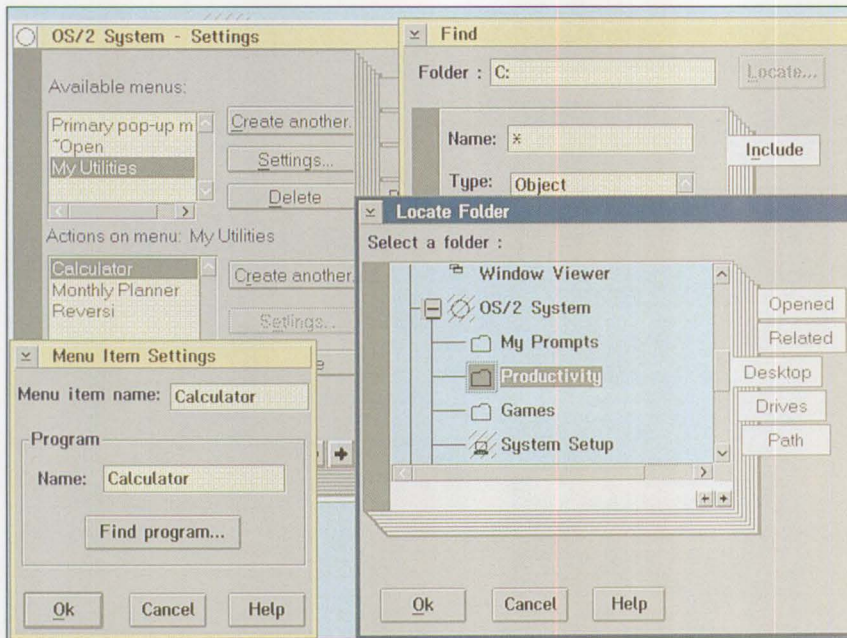 OS/2 System - Settings
Available menus:
Primary pop-up m
~Open
My Utilities
Create another.
Settings...
Delete
Actions on menu: My Utilities
Calculator
Monthly Planner
Reversi
Create another.
Settings...
Find
Folder : C:
Locate...
Name: *
Type: Object
Include
Locate Folder
Select a folder :
Window Viewer
OS/2 System
My Prompts
Productivity
Games
System Setup
Opened
Related
Desktop
Drives
Path
Ok
Cancel
Help
Menu Item Settings
Menu item name: Calculator
Program
Name: Calculator
Find program...
Ok
Cancel
Help